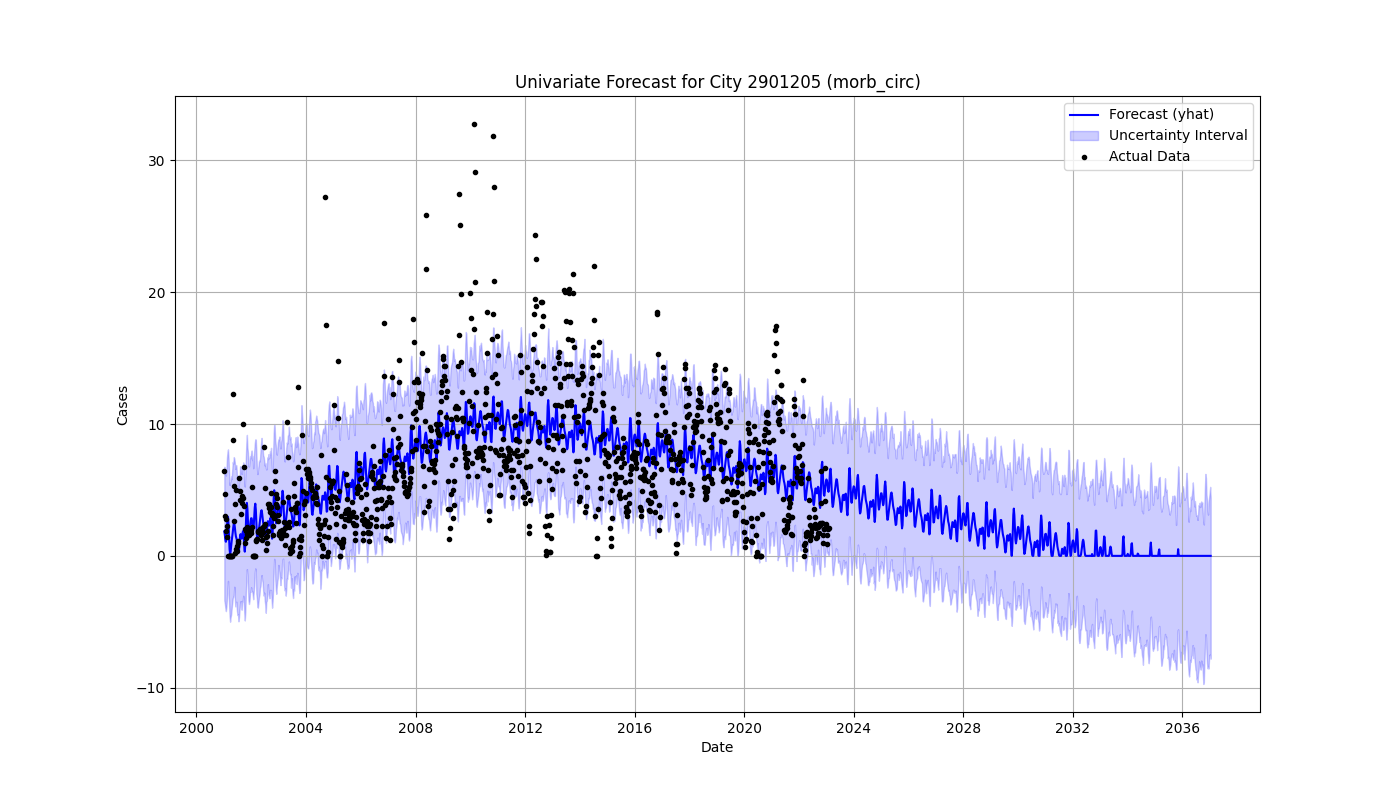 Univariate Forecast for City 2901205 (morb_circ)
Forecast (yhat)
Uncertainty Interval
Actual Data
Cases
30
20
10
0
−10
2000 2004 2008 2012 2016 2020 2024 2028 2032 2036
Date